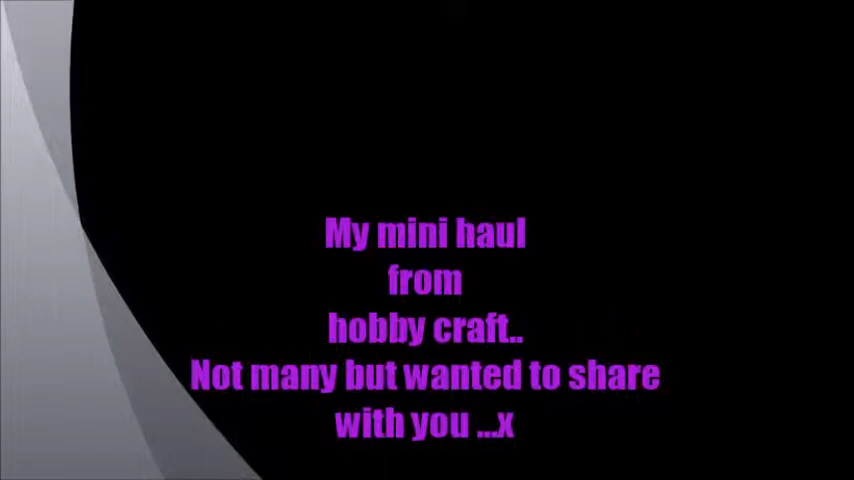 My mini haul
from
hobby craft..
Not many but wanted to share
with you ...x